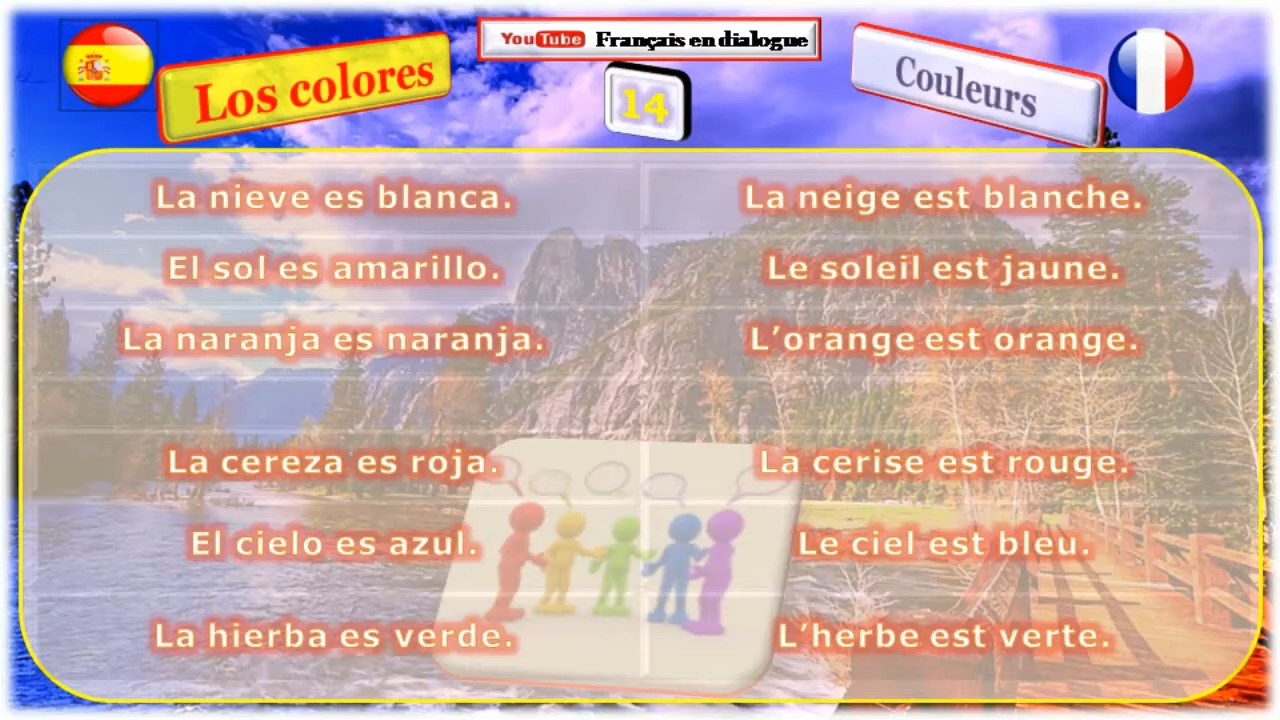 YouTube Français en dialogue
Los colores
14
Couleurs
La nieve es blanca.
La neige est blanche.
El sol es amarillo.
Le soleil est jaune.
La naranja es naranja.
L’orange est orange.
La cereza es roja.
La cerise est rouge.
El cielo es azul.
Le ciel est bleu.
La hierba es verde.
L’herbe est verte.